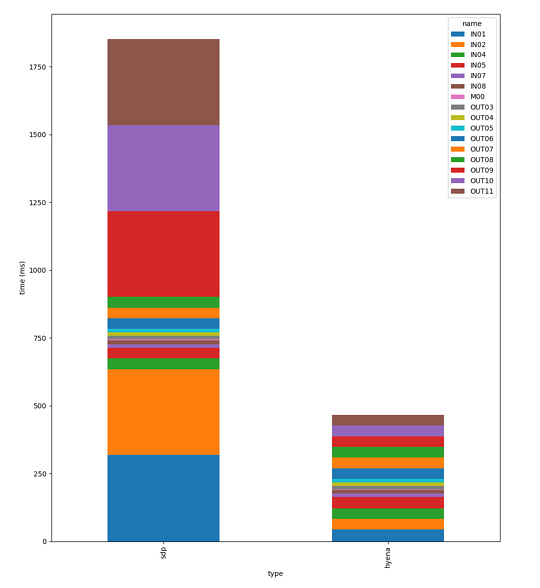 name
IN01
IN02
IN04
IN05
IN07
IN08
M00
OUT03
OUT04
OUT05
OUT06
OUT07
OUT08
OUT09
OUT10
OUT11
1750
1500
1250
1000
750
500
250
0
time (ms)
sdp
hyena
type